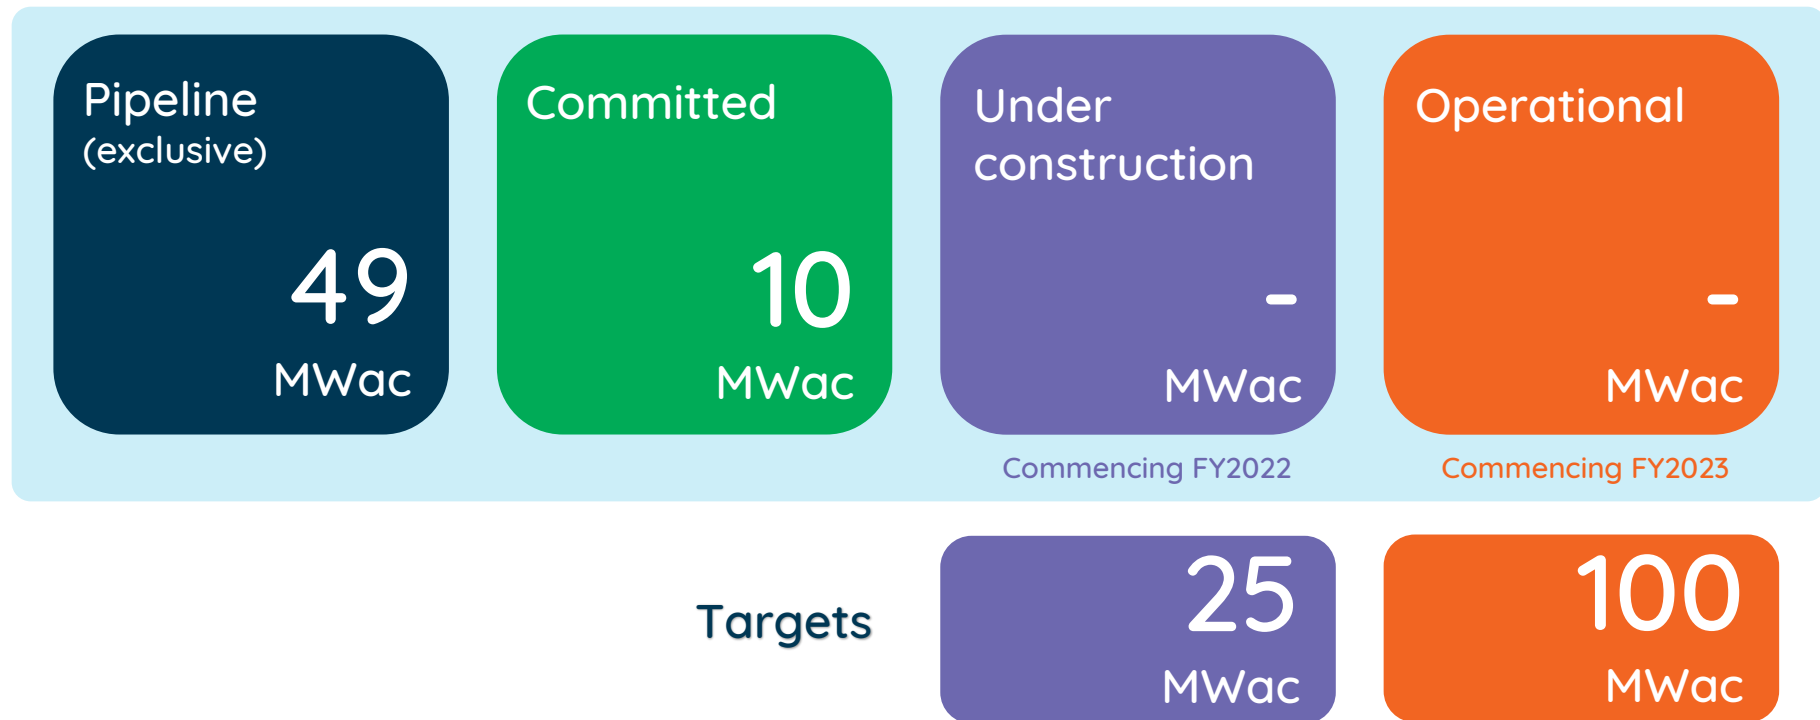 Pipeline
(exclusive)
49
MWac
Committed
10
MWac
Under
construction
-
MWac
Commencing FY2022
Operational
-
MWac
Commencing FY2023
Targets
25
MWac
100
MWac